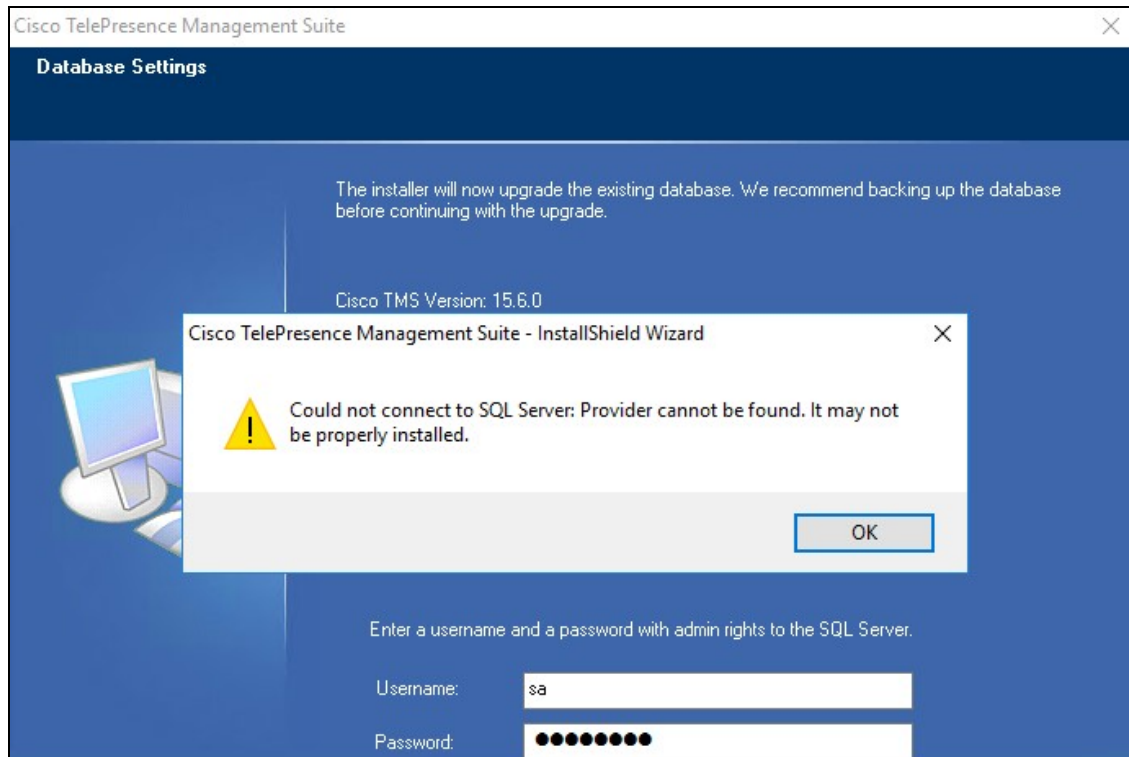 Cisco TelePresence Management Suite
Database Settings
The installer will now upgrade the existing database. We recommend backing up the database
before continuing with the upgrade.
Cisco TMS Version: 15.6.0
Cisco TelePresence Management Suite - InstallShield Wizard
Could not connect to SQL Server: Provider cannot be found. It may not
be properly installed.
OK
Enter a username and a password with admin rights to the SQL Server.
Username:
sa
Password:
●●●●●●●●